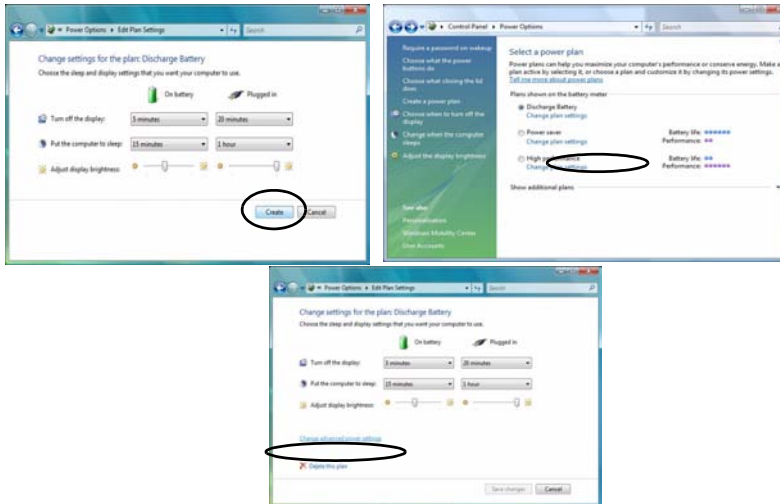 Power Options ▸ Edit Plan Settings
Search
Change settings for the plan: Discharge Battery
Choose the sleep and display settings that you want your computer to use.
On battery
Plugged in
Turn off the display:
5 minutes
20 minutes
Put the computer to sleep:
15 minutes
1 hour
Adjust display brightness:
Create
Cancel
Control Panel ▸ Power Options
Search
Require a password on wakeup
Choose what the power
buttons do
Choose what closing the lid
does
Create a power plan
Choose when to turn off the
display
Change when the computer
sleeps
Adjust the display brightness
See also
Personalization
Windows Mobility Center
User Accounts
Select a power plan
Power plans can help you maximize your computer's performance or conserve energy. Make a
plan active by selecting it, or choose a plan and customize it by changing its power settings.
Tell me more about power plans
Plans shown on the battery meter
Discharge Battery
Change plan settings
Power saver
Battery life:
Change plan settings
Performance:
High performance
Battery life:
Change plan settings
Performance:
Show additional plans
Power Options ▸ Edit Plan Settings
Search
Change settings for the plan: Discharge Battery
Choose the sleep and display settings that you want your computer to use.
On battery
Plugged in
Turn off the display:
5 minutes
20 minutes
Put the computer to sleep:
15 minutes
1 hour
Adjust display brightness:
Change advanced power settings
Delete this plan
Save changes
Cancel